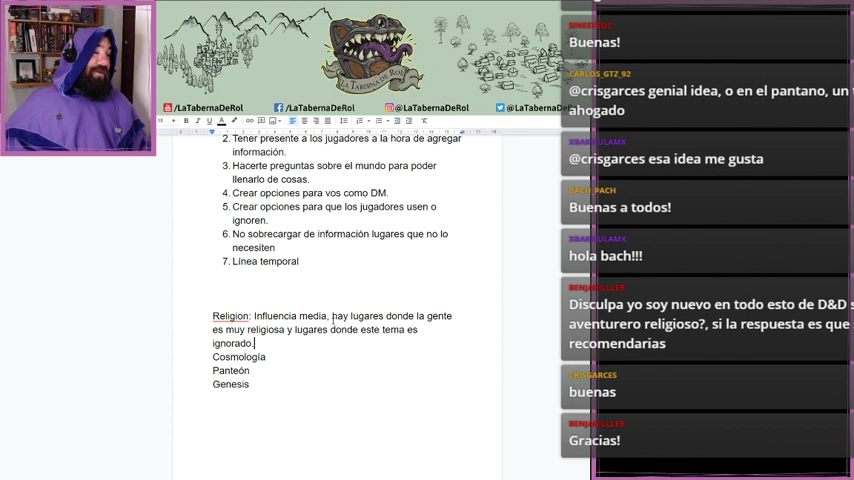 LA TABERNA DE ROL
/LaTabernaDeRol
/LaTabernaDeRol
@LaTabernaDeRol
@LaTabernaDeRol
2. Tener presente a los jugadores a la hora de agregar
información.
3. Hacerte preguntas sobre el mundo para poder
llenarlo de cosas.
4. Crear opciones para vos como DM.
5. Crear opciones para que los jugadores usen o
ignoren.
6. No sobrecargar de información lugares que no lo
necesiten
7. Línea temporal
Religion: Influencia media, hay lugares donde la gente
es muy religiosa y lugares donde este tema es
ignorado.
Cosmología
Panteón
Genesis
Buenas!
CARLOS_GTZ_92
@crisgarces genial idea, o en el pantano, un
ahogado
@crisgarces esa idea me gusta
BACH_PACH
Buenas a todos!
hola bach!!!
Disculpa yo soy nuevo en todo esto de D&D s
aventurero religioso?, si la respuesta es que
recomendarias
CRISGARCES
buenas
Gracias!